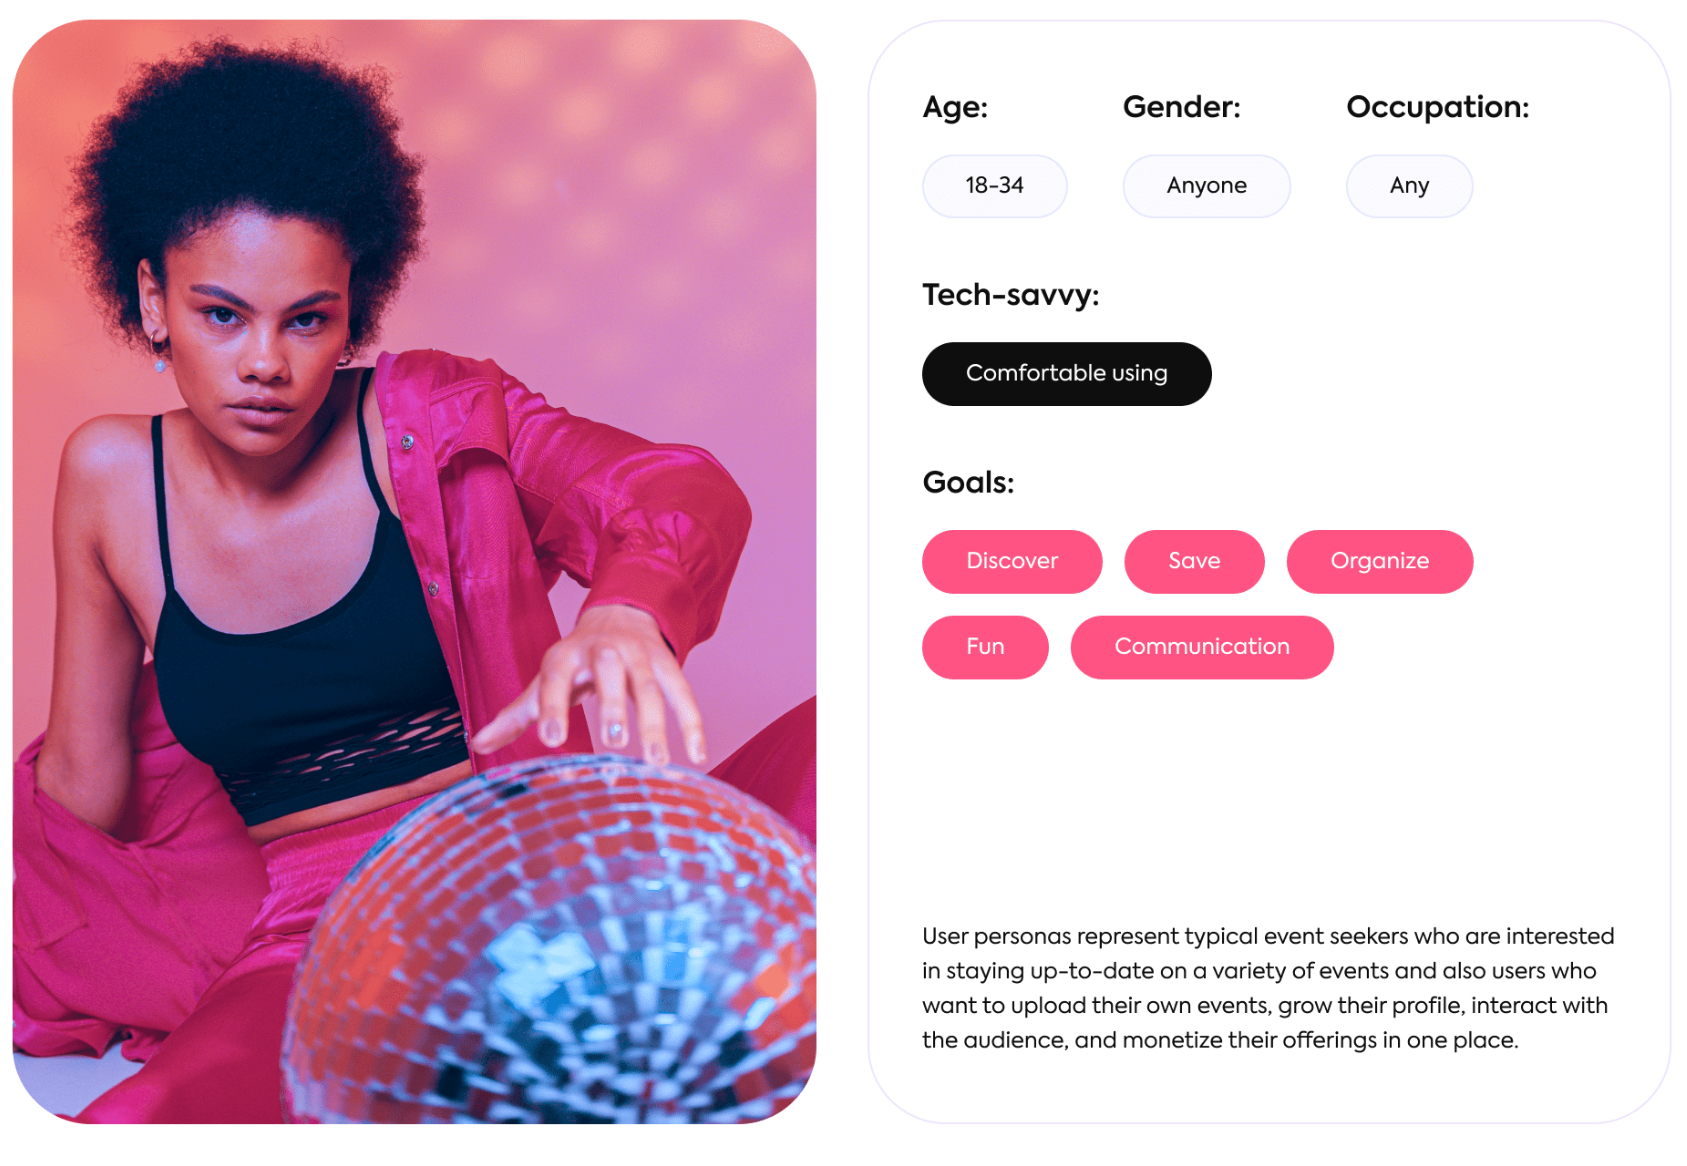 Age: Gender: Occupation:
18-34 Anyone Any
Tech-savvy:
Comfortable using
Goals:
Discover Save Organize
Fun Communication
User personas represent typical event seekers who are interested
in staying up-to-date on a variety of events and also users who
want to upload their own events, grow their profile, interact with
the audience, and monetize their offerings in one place.